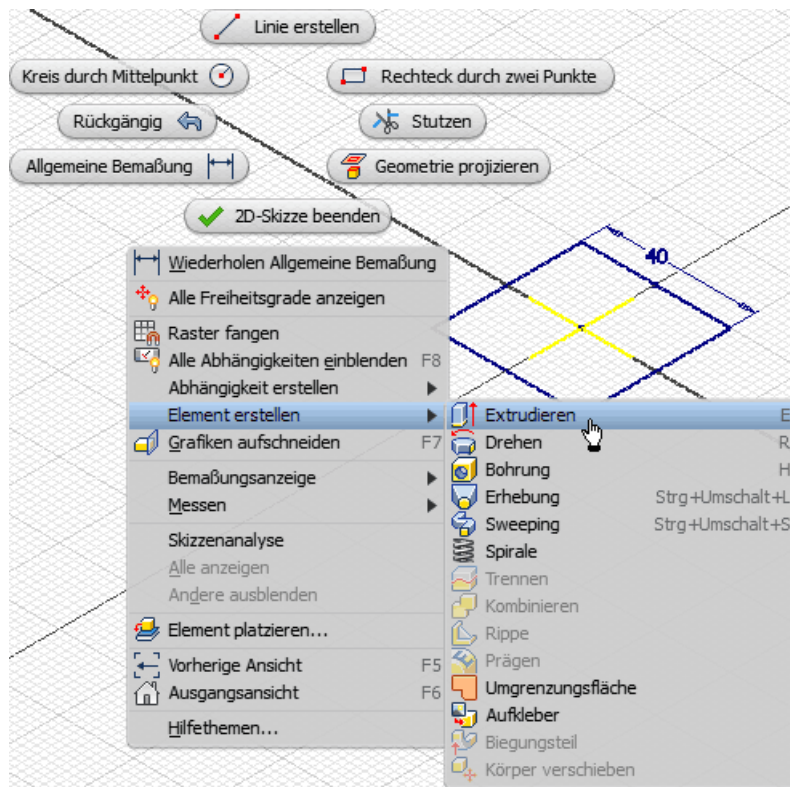 Linie erstellen
Kreis durch Mittelpunkt
Rechteck durch zwei Punkte
Rückgängig
Stutzen
Allgemeine Bemaßung
Geometrie projizieren
2D-Skizze beenden
40
Wiederholen Allgemeine Bemaßung
Alle Freiheitsgrade anzeigen
Raster fangen
Alle Abhängigkeiten einblenden F8
Abhängigkeit erstellen
Element erstellen
Grafiken aufschneiden F7
Bemaßungsanzeige
Messen
Skizzenanalyse
Alle anzeigen
Andere ausblenden
Element platzieren...
Vorherige Ansicht F5
Ausgangsansicht F6
Hilfethemen...
Extrudieren E
Drehen R
Bohrung H
Erhebung Strg+Umschalt+L
Sweeping Strg+Umschalt+S
Spirale
Trennen
Kombinieren
Rippe
Prägen
Umgrenzungsfläche
Aufkleber
Biegungsteil
Körper verschieben